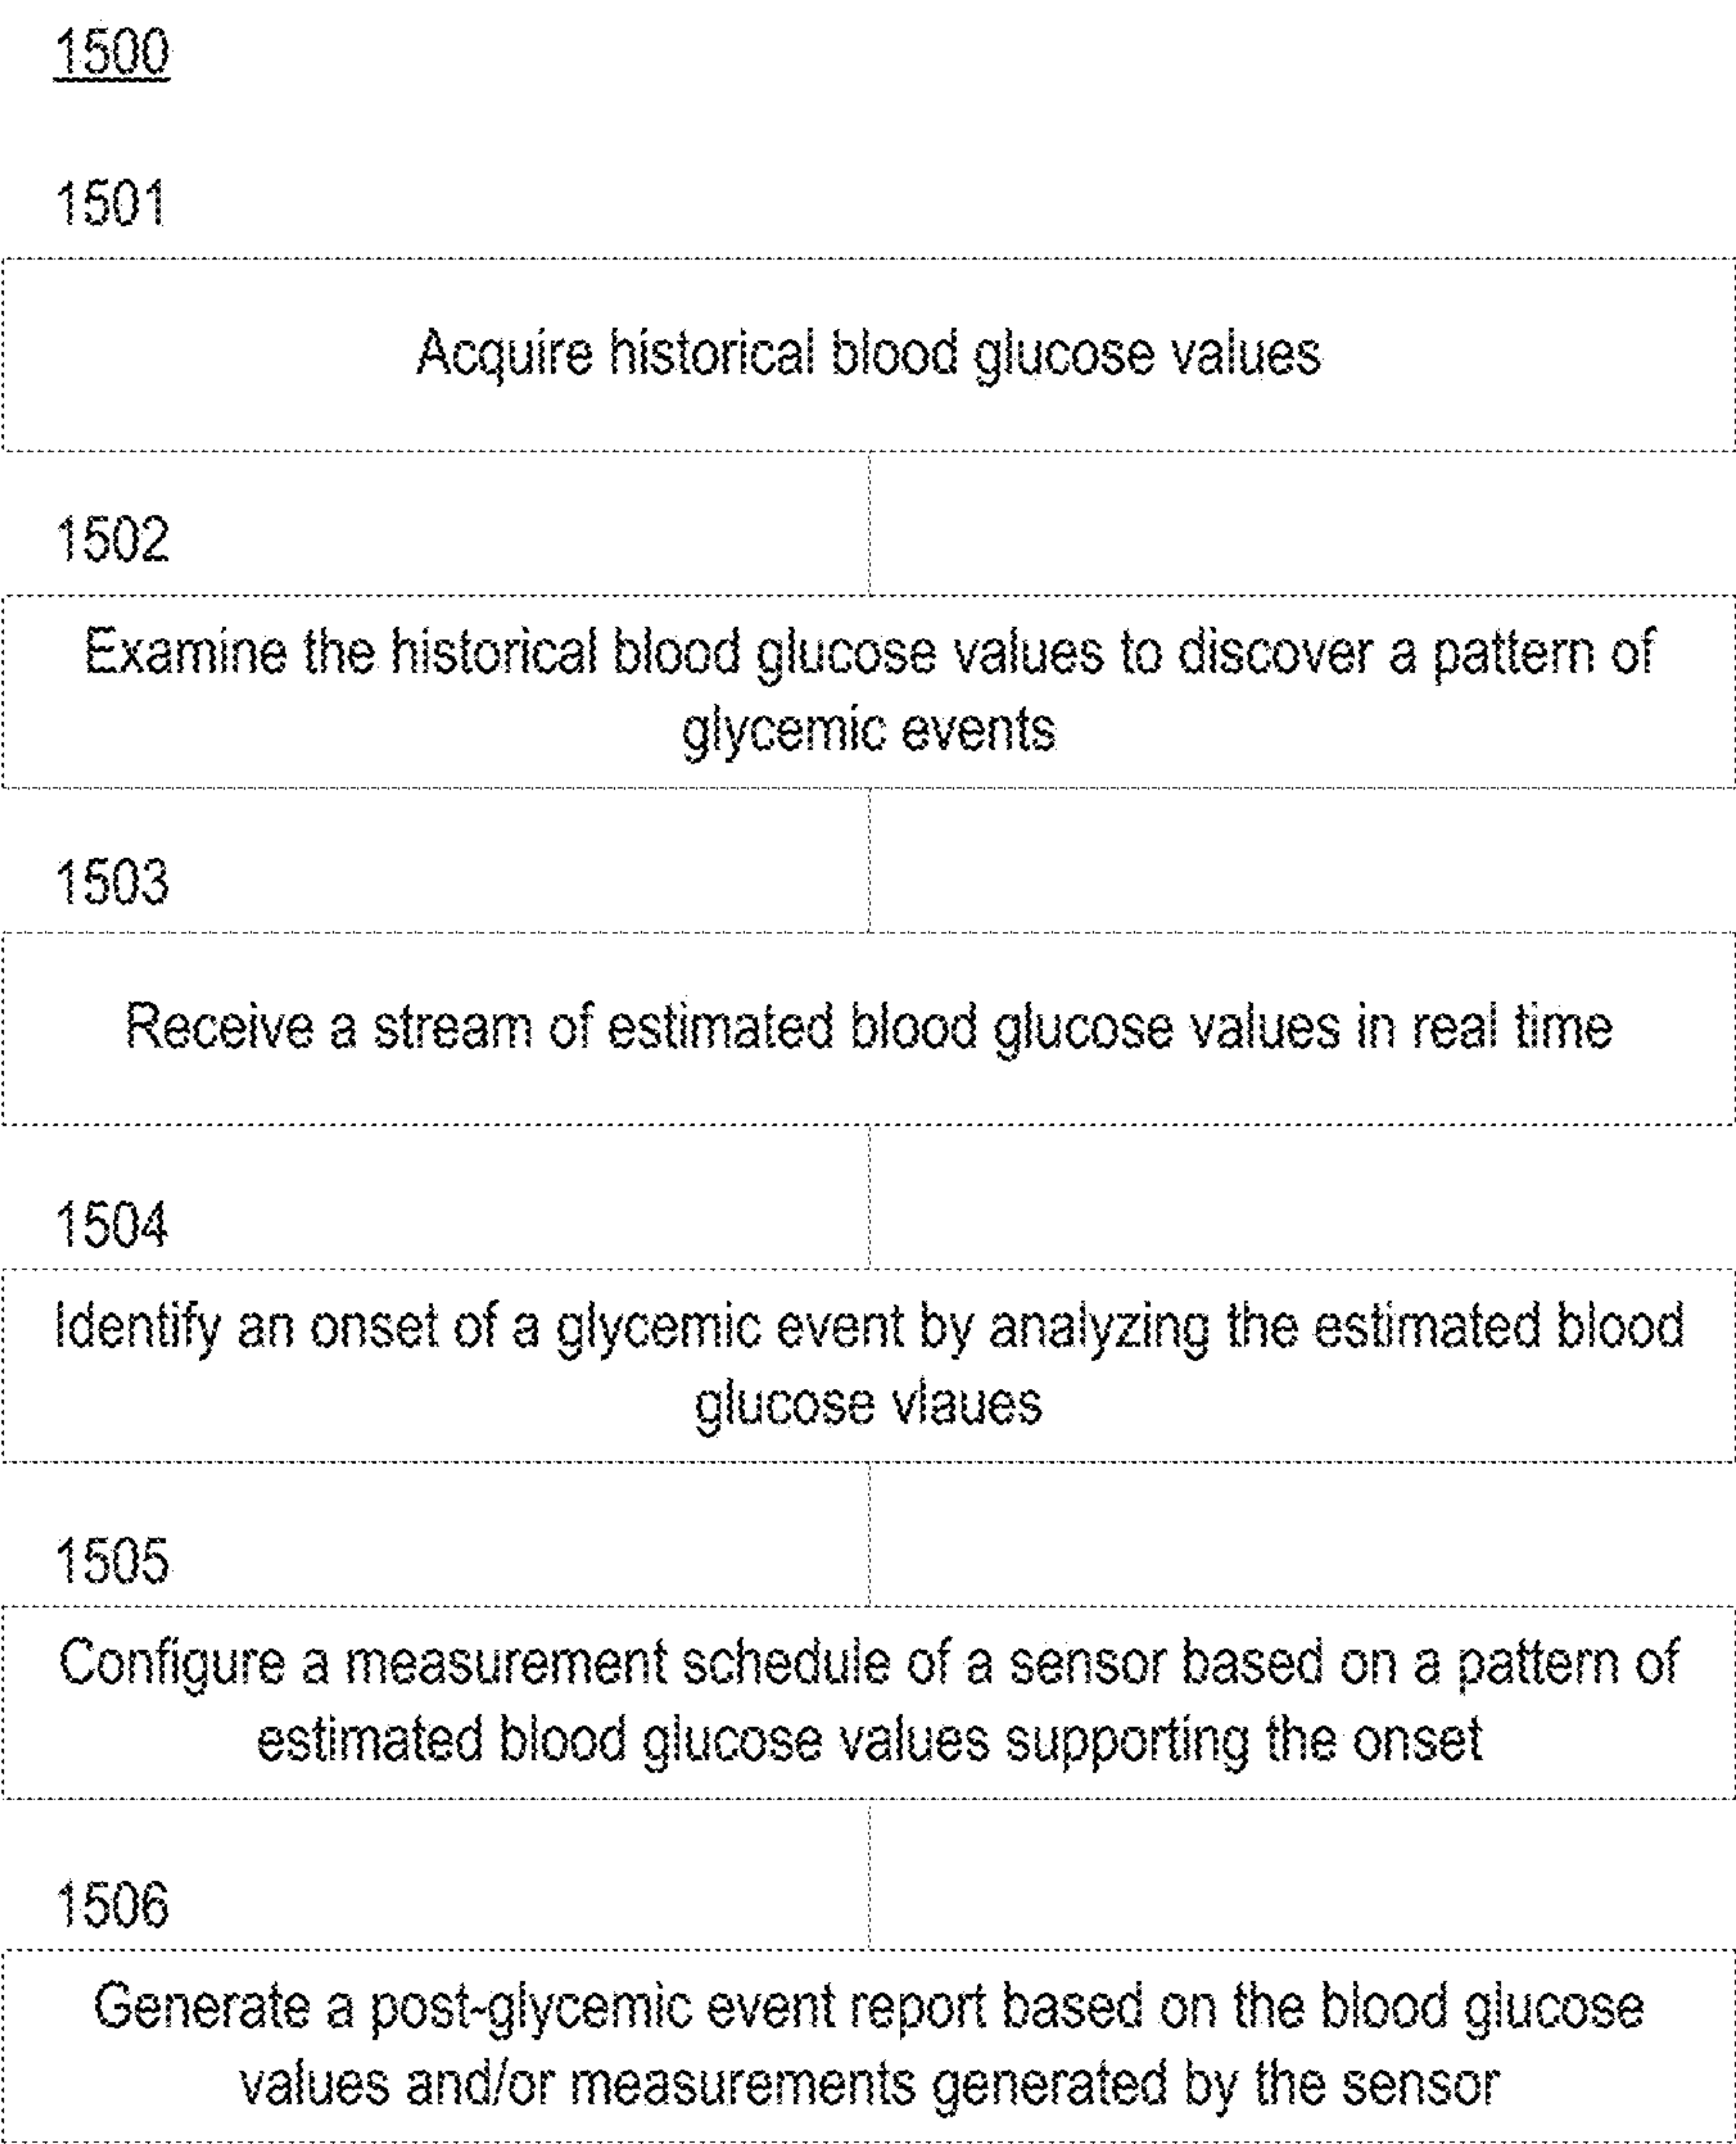 1500
1501
Acquire historical blood glucose values
1502
Examine the historical blood glucose values to discover a pattern of
glycemic events
1503
Receive a stream of estimated blood glucose values in real time
1504
Identify an onset of a glycemic event by analyzing the estimated blood
glucose vlaues
1505
Configure a measurement schedule of a sensor based on a pattern of
estimated blood glucose values supporting the onset
1506
Generate a post-glycemic event report based on the blood glucose
values and/or measurements generated by the sensor